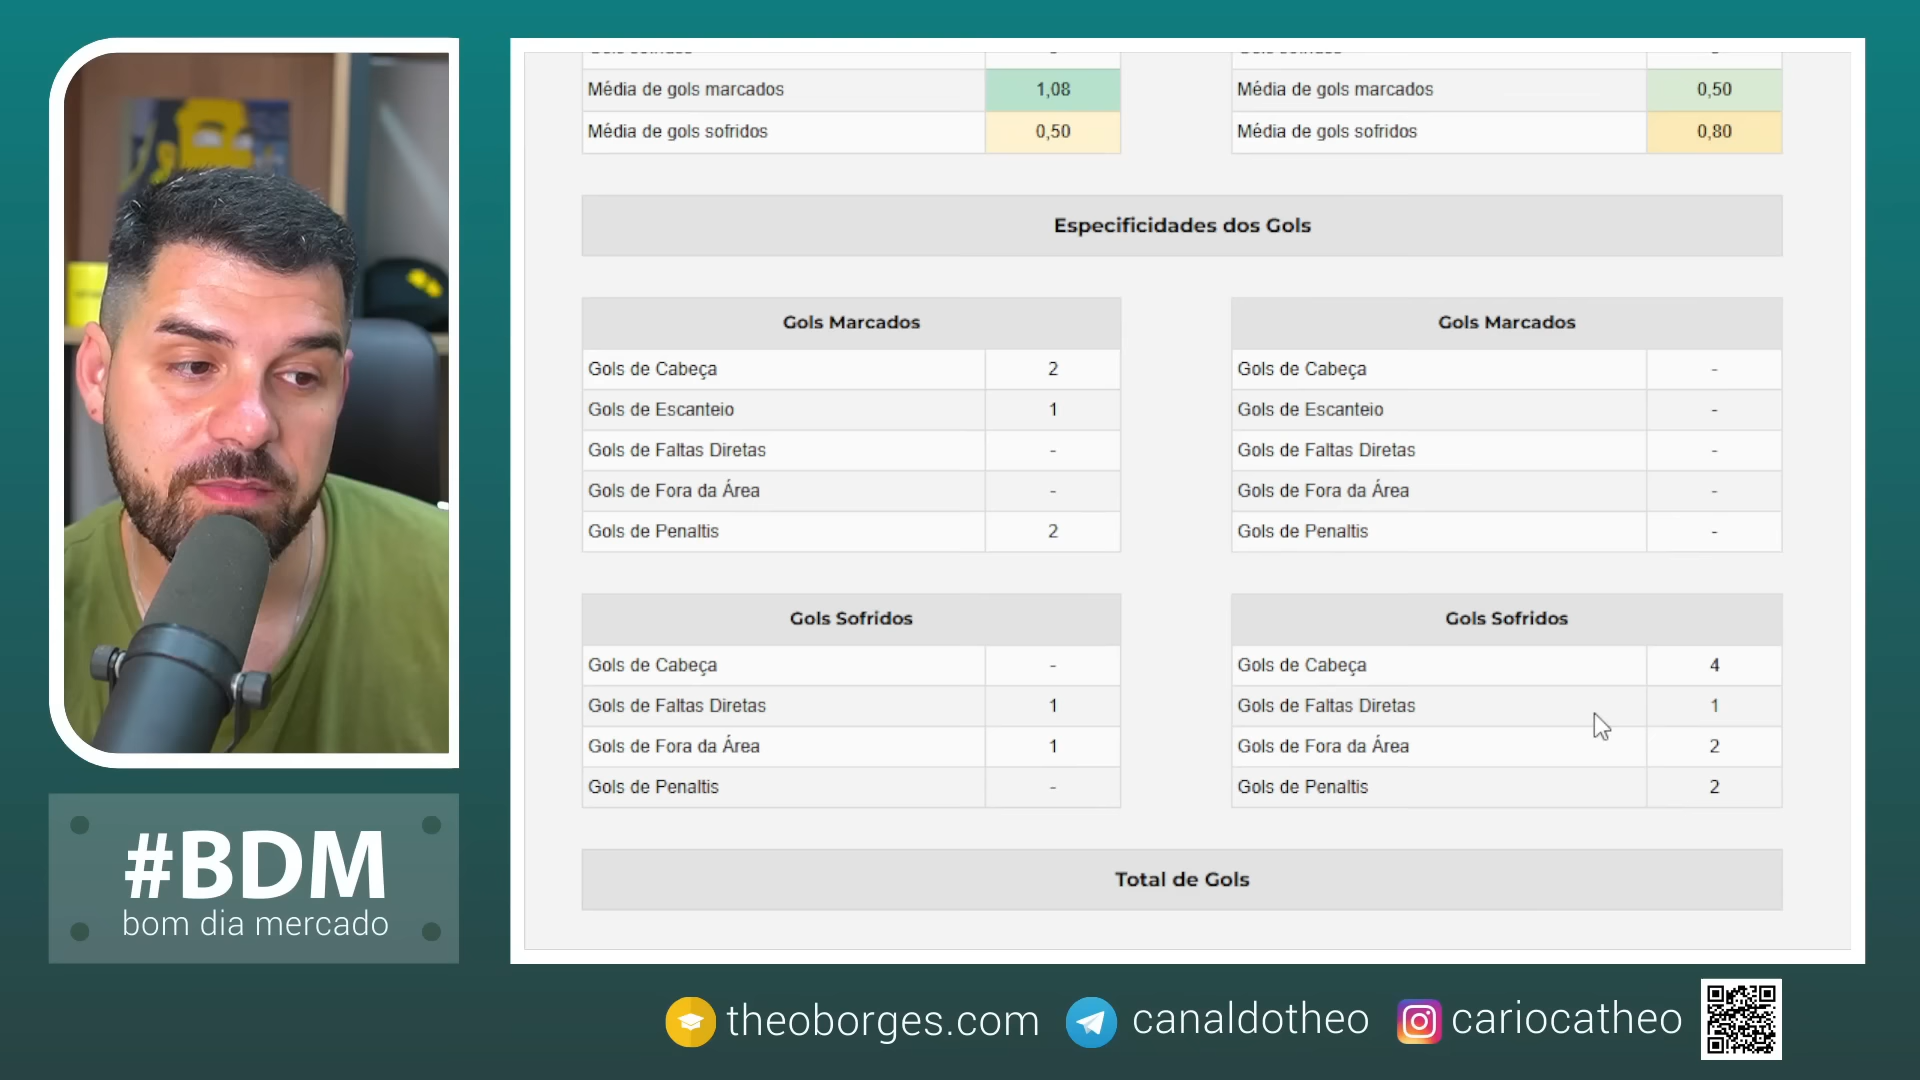 Média de gols marcados 1,08
Média de gols sofridos 0,50
Média de gols marcados 0,50
Média de gols sofridos 0,80
Especificidades dos Gols
Gols Marcados
Gols de Cabeça 2
Gols de Escanteio 1
Gols de Faltas Diretas -
Gols de Fora da Área -
Gols de Penaltis 2
Gols Marcados
Gols de Cabeça -
Gols de Escanteio -
Gols de Faltas Diretas -
Gols de Fora da Área -
Gols de Penaltis -
Gols Sofridos
Gols de Cabeça -
Gols de Faltas Diretas 1
Gols de Fora da Área 1
Gols de Penaltis -
Gols Sofridos
Gols de Cabeça 4
Gols de Faltas Diretas 1
Gols de Fora da Área 2
Gols de Penaltis 2
Total de Gols
#BDM
bom dia mercado
theoborges.com
canaldotheo
cariocatheo